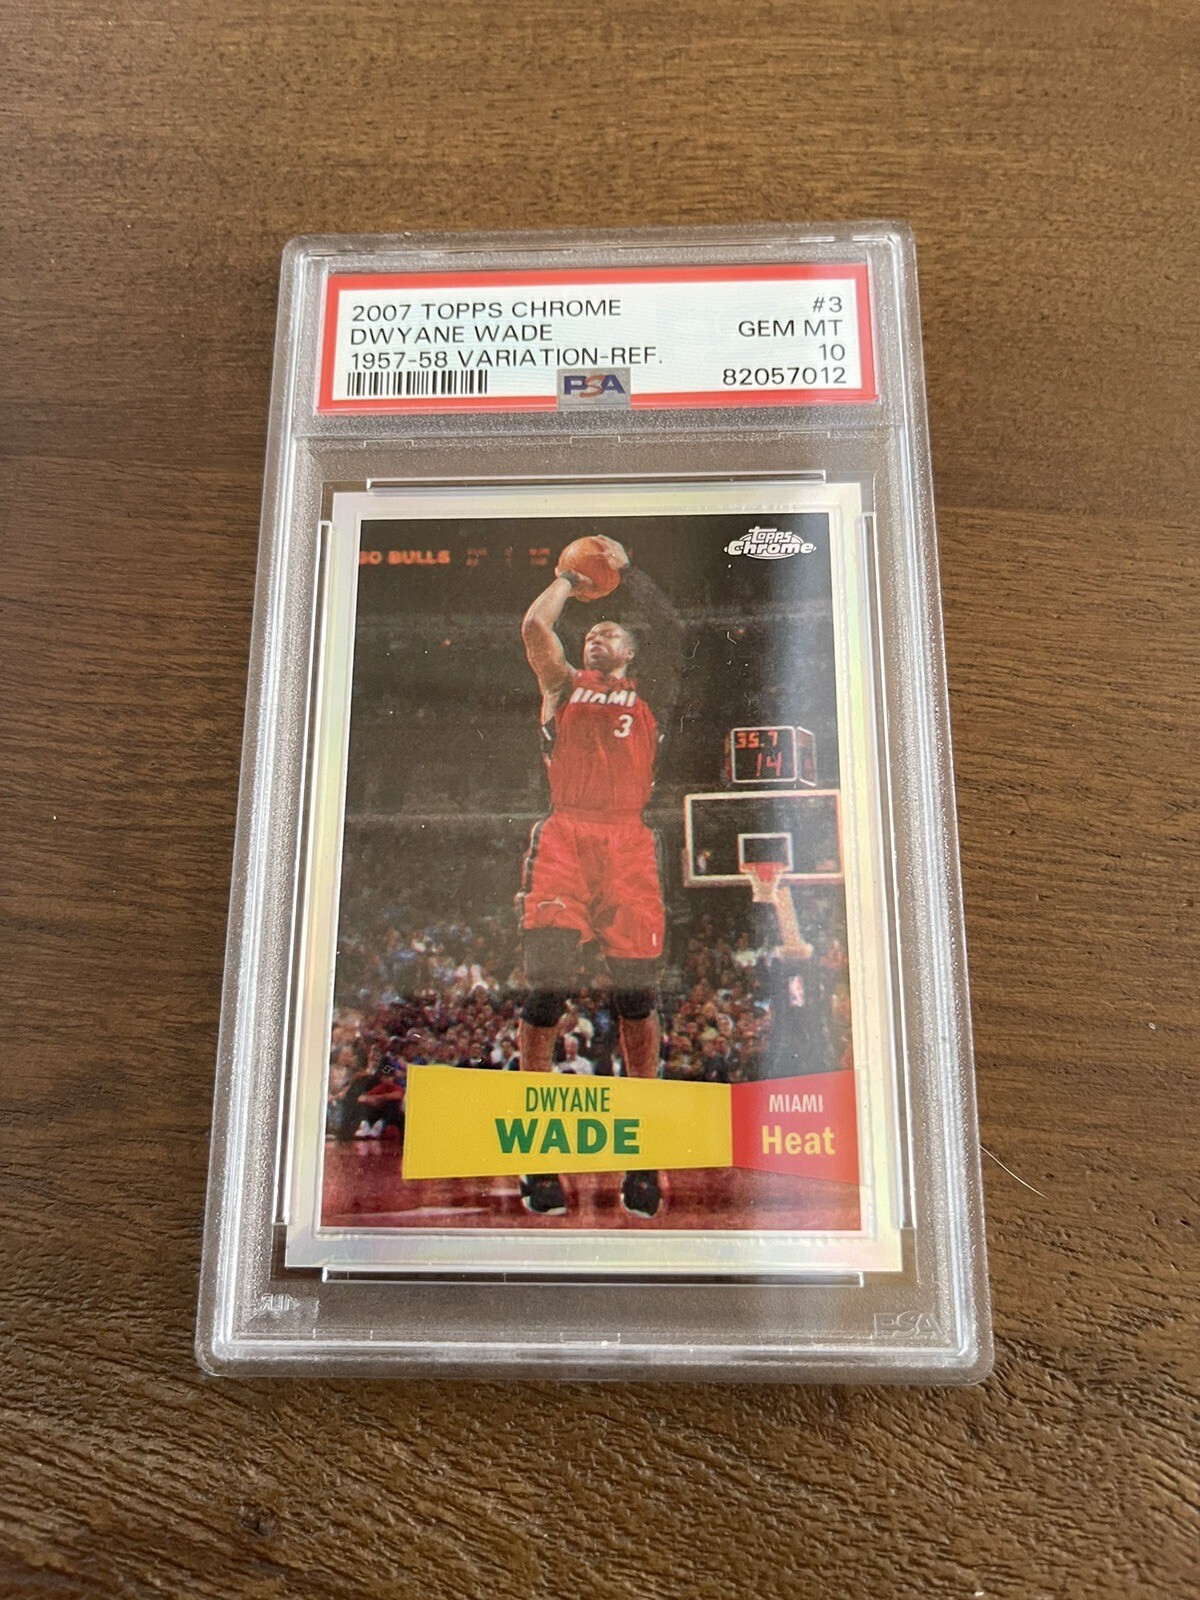 2007 TOPPS CHROME #3
DWYANE WADE GEM MT
1957-58 VARIATION-REF. 10
PSA 82057012
Topps
Chrome
GO BULLS
MIAMI
3
35.7
14
DWYANE
WADE
MIAMI
Heat
PSA